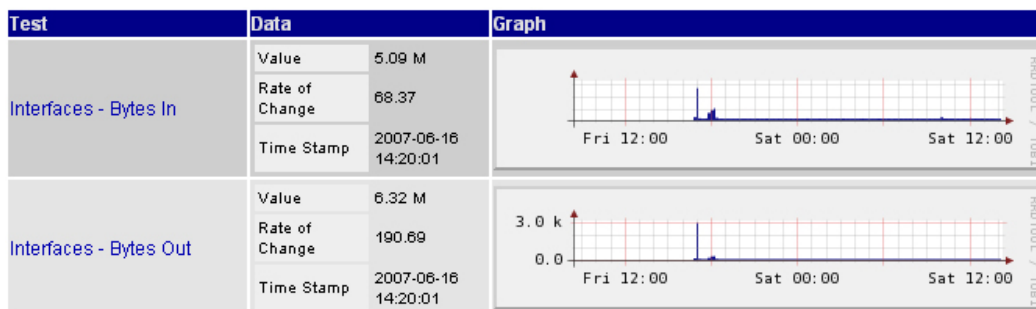 Test Data Graph
Interfaces - Bytes In
Value 5.09 M
Rate of
Change 68.37
Time Stamp 2007-06-16
14:20:01
Fri 12:00 Sat 00:00 Sat 12:00
Interfaces - Bytes Out
Value 6.32 M
Rate of
Change 190.69
Time Stamp 2007-06-16
14:20:01
3.0 k
0.0
Fri 12:00 Sat 00:00 Sat 12:00